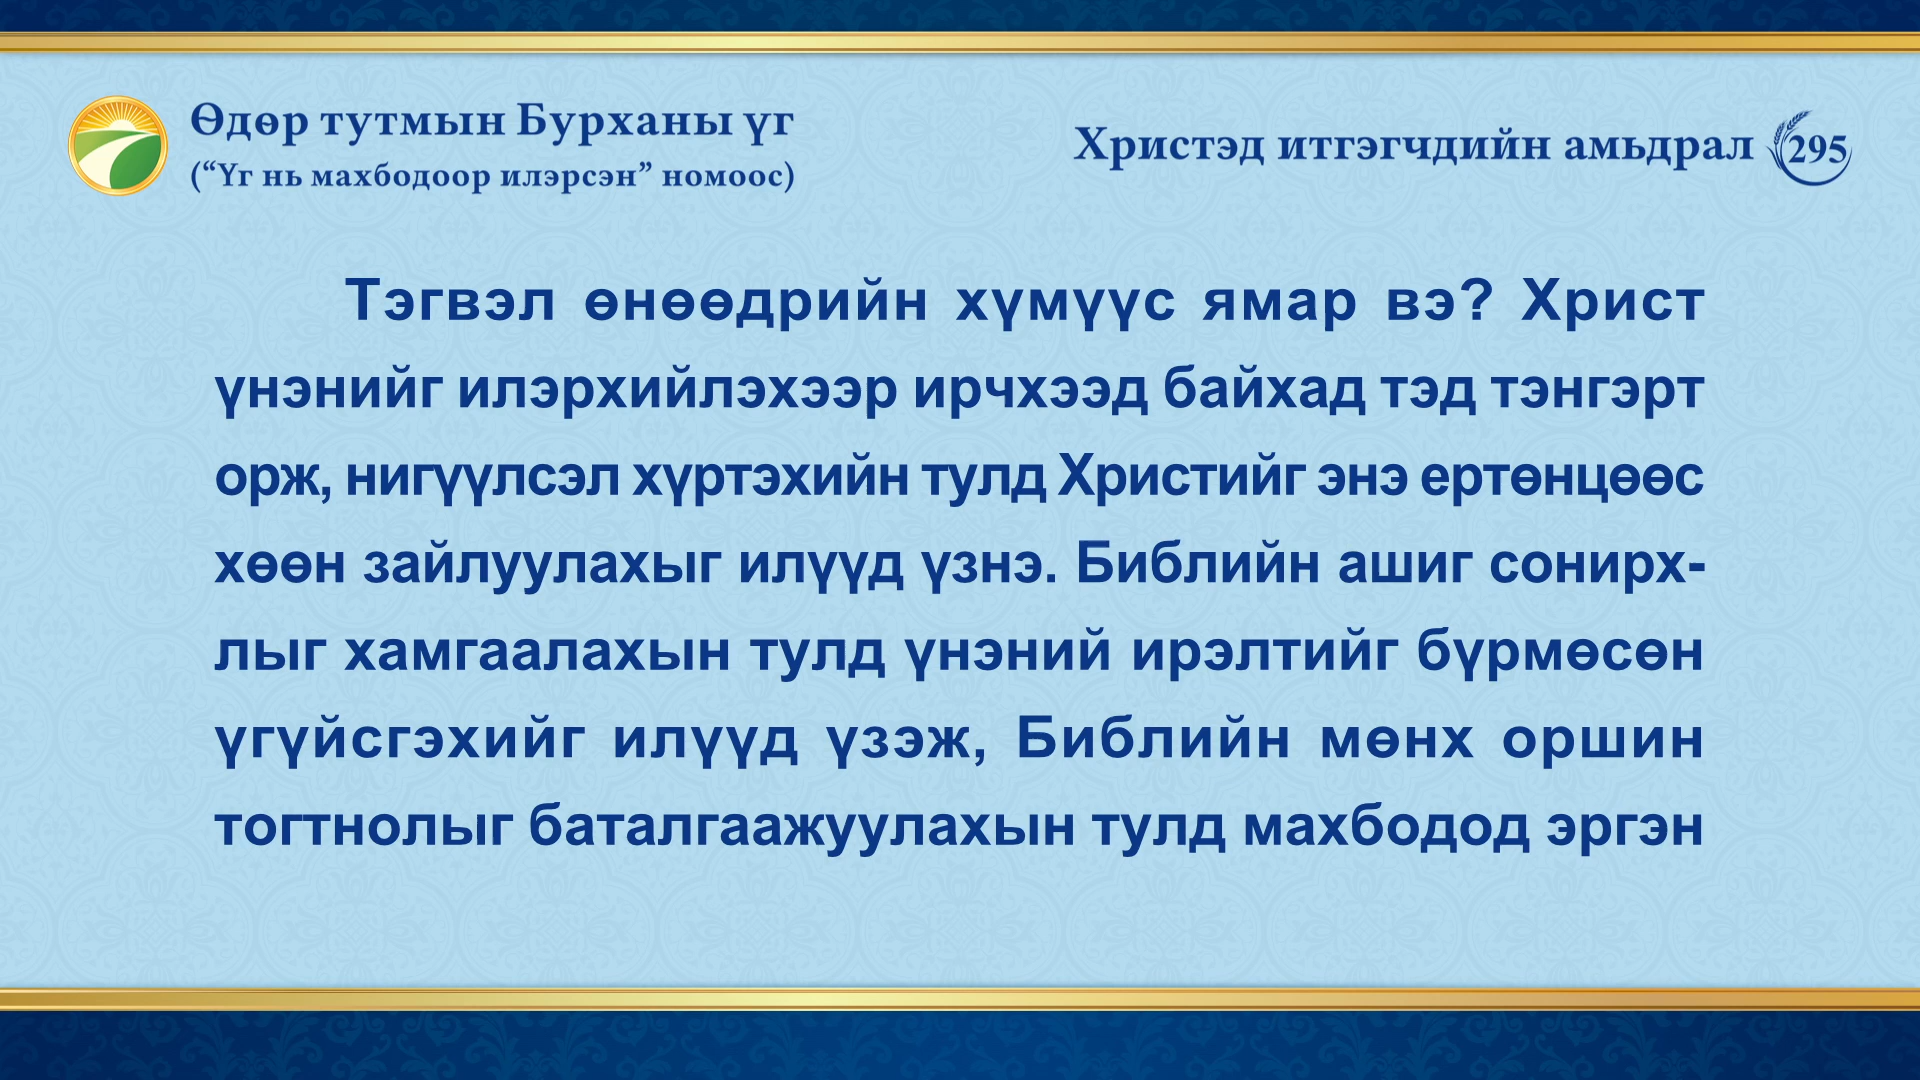 Өдөр тутмын Бурханы үг
(“Үг нь махбодоор илэрсэн” номоос)
Христэд итгэгчдийн амьдрал 295
Тэгвэл өнөөдрийн хүмүүс ямар вэ? Христ
үнэнийг илэрхийлэхээр ирчхээд байхад тэд тэнгэрт
орж, нигүүлсэл хүртэхийн тулд Христийг энэ ертөнцөөс
хөөн зайлуулахыг илүүд үзнэ. Библийн ашиг сонирх-
лыг хамгаалахын тулд үнэний ирэлтийг бүрмөсөн
үгүйсгэхийг илүүд үзэж, Библийн мөнх оршин
тогтнолыг баталгаажуулахын тулд махбодод эргэн